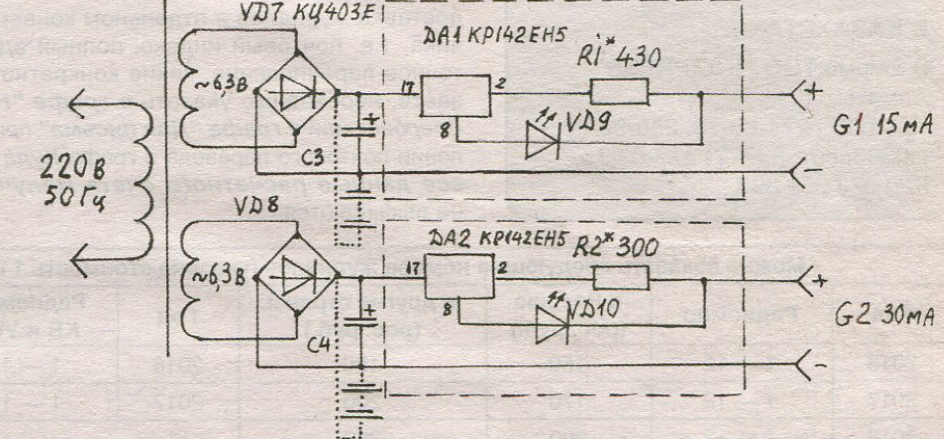 VD7 КЦ403Е
DA1 КР142ЕН5
R1* 430
~6,3В
17
2
+
8
VD9
G1 15мА
+
C3
-
220В
50Гц
VD8
DA2 КР142ЕН5
R2* 300
~6,3В
17
2
+
8
VD10
G2 30мА
+
C4
-